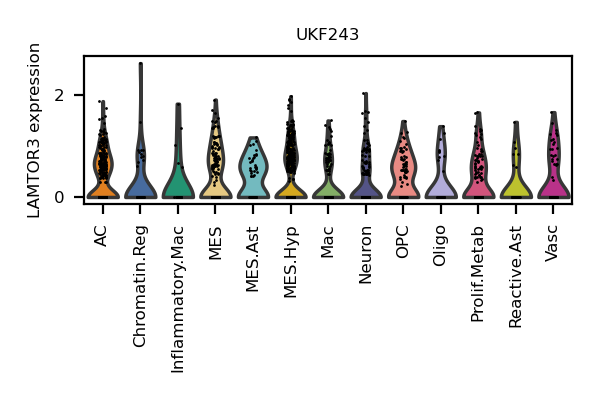 UKF243
LAMTOR3 expression
2
0
AC
Chromatin.Reg
Inflammatory.Mac
MES
MES.Ast
MES.Hyp
Mac
Neuron
OPC
Oligo
Prolif.Metab
Reactive.Ast
Vasc